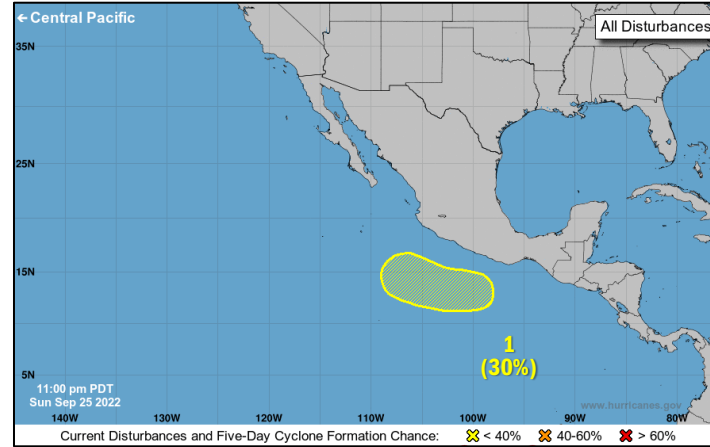 ← Central Pacific
All Disturbances
35N
25N
15N
5N
1
(30%)
11:00 pm PDT
Sun Sep 25 2022
www.hurricanes.gov
140W 130W 120W 110W 100W 90W 80W
Current Disturbances and Five-Day Cyclone Formation Chance: < 40% 40-60% > 60%